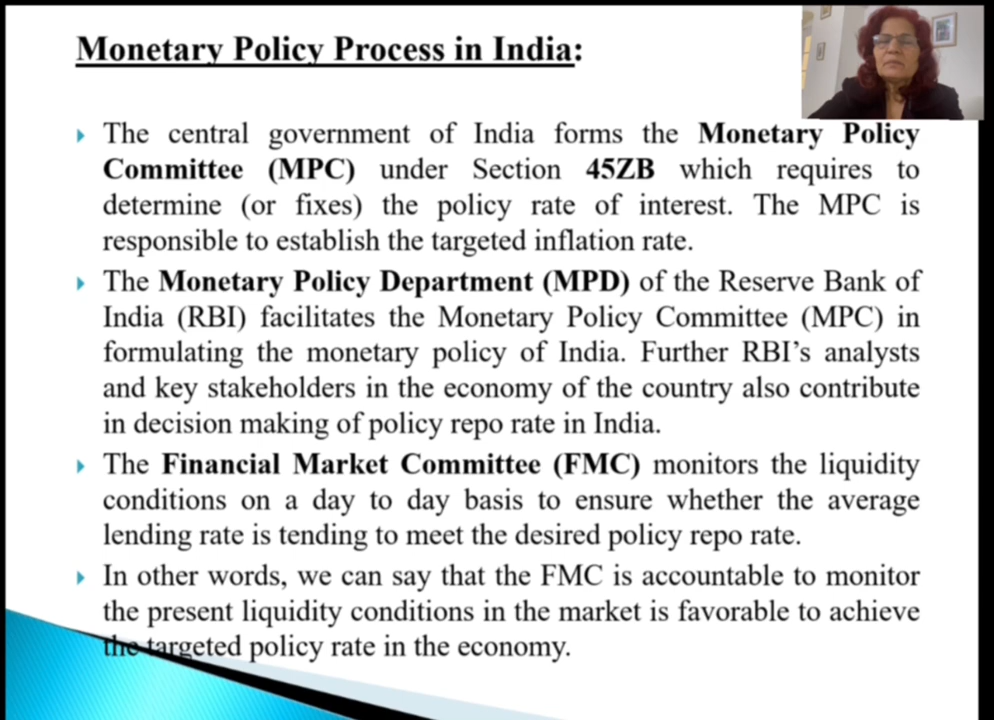 Monetary Policy Process in India:
The central government of India forms the Monetary Policy
Committee (MPC) under Section 45ZB which requires to
determine (or fixes) the policy rate of interest. The MPC is
responsible to establish the targeted inflation rate.
The Monetary Policy Department (MPD) of the Reserve Bank of
India (RBI) facilitates the Monetary Policy Committee (MPC) in
formulating the monetary policy of India. Further RBI’s analysts
and key stakeholders in the economy of the country also contribute
in decision making of policy repo rate in India.
The Financial Market Committee (FMC) monitors the liquidity
conditions on a day to day basis to ensure whether the average
lending rate is tending to meet the desired policy repo rate.
In other words, we can say that the FMC is accountable to monitor
the present liquidity conditions in the market is favorable to achieve
the targeted policy rate in the economy.